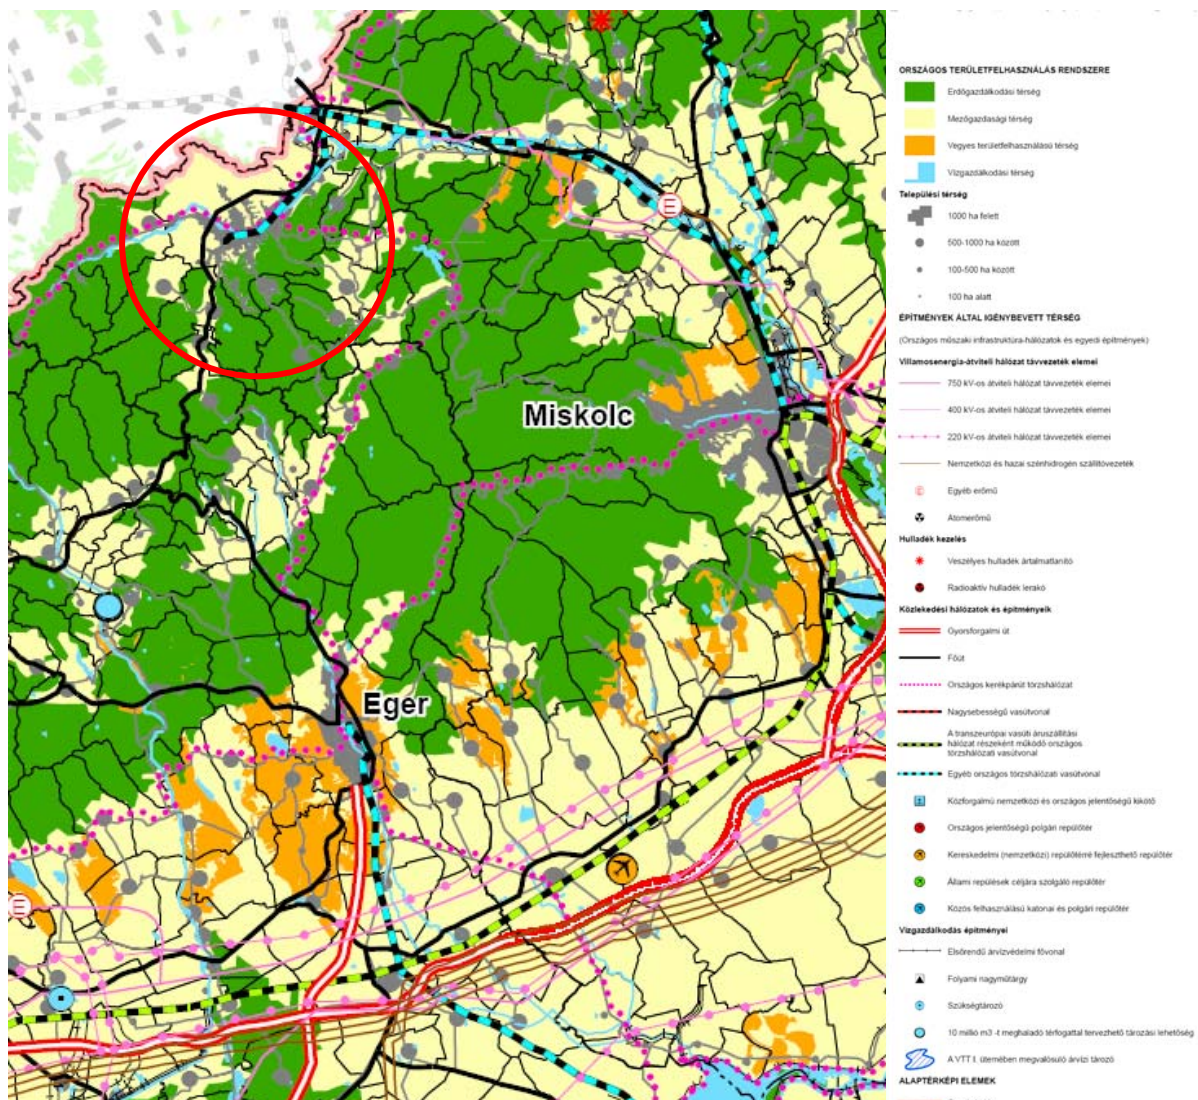 Miskolc
Eger
ORSZÁGOS TERÜLETFELHASZNÁLÁS RENDSZERE
Erdőgazdálkodási térség
Mezőgazdasági térség
Vegyes területfelhasználású térség
Vízgazdálkodási térség
Települési térség
1000 ha felett
500-1000 ha között
100-500 ha között
100 ha alatt
ÉPÍTMÉNYEK ÁLTAL IGÉNYBEVETT TÉRSÉG
(Országos műszaki infrastruktúra-hálózatok és egyedi építmények)
Villamosenergia-átviteli hálózat távvezeték elemei
750 kV-os átviteli hálózat távvezeték elemei
400 kV-os átviteli hálózat távvezeték elemei
220 kV-os átviteli hálózat távvezeték elemei
Nemzetközi és hazai szénhidrogén szállítóvezeték
Egyéb erőmű
Atomerőmű
Hulladék kezelés
Veszélyes hulladék ártalmatlanító
Radioaktív hulladék lerakó
Közlekedési hálózatok és építményeik
Gyorsforgalmi út
Főút
Országos kerékpárút törzshálózat
Nagysebességű vasútvonal
A transzeurópai vasúti áruszállítási
hálózat részeként működő országos
törzshálózati vasútvonal
Egyéb országos törzshálózati vasútvonal
Közforgalmú nemzetközi és országos jelentőségű kikötő
Országos jelentőségű polgári repülőtér
Kereskedelmi (nemzetközi) repülőtérré fejleszthető repülőtér
Állami repülések céljára szolgáló repülőtér
Közös felhasználású katonai és polgári repülőtér
Vízgazdálkodás építményei
Elsőrendű árvízvédelmi fővonal
Folyami nagyműtárgy
Szükségtározó
10 millió m3 -t meghaladó térfogattal tervezhető tározási lehetőség
A VTT I. ütemében megvalósuló árvízi tározó
ALAPTÉRKÉPI ELEMEK